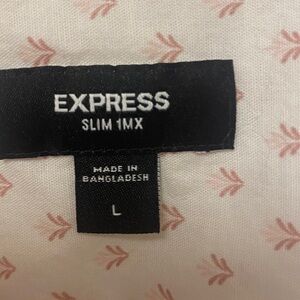 EXPRESS
SLIM 1MX
MADE IN
BANGLADESH
L